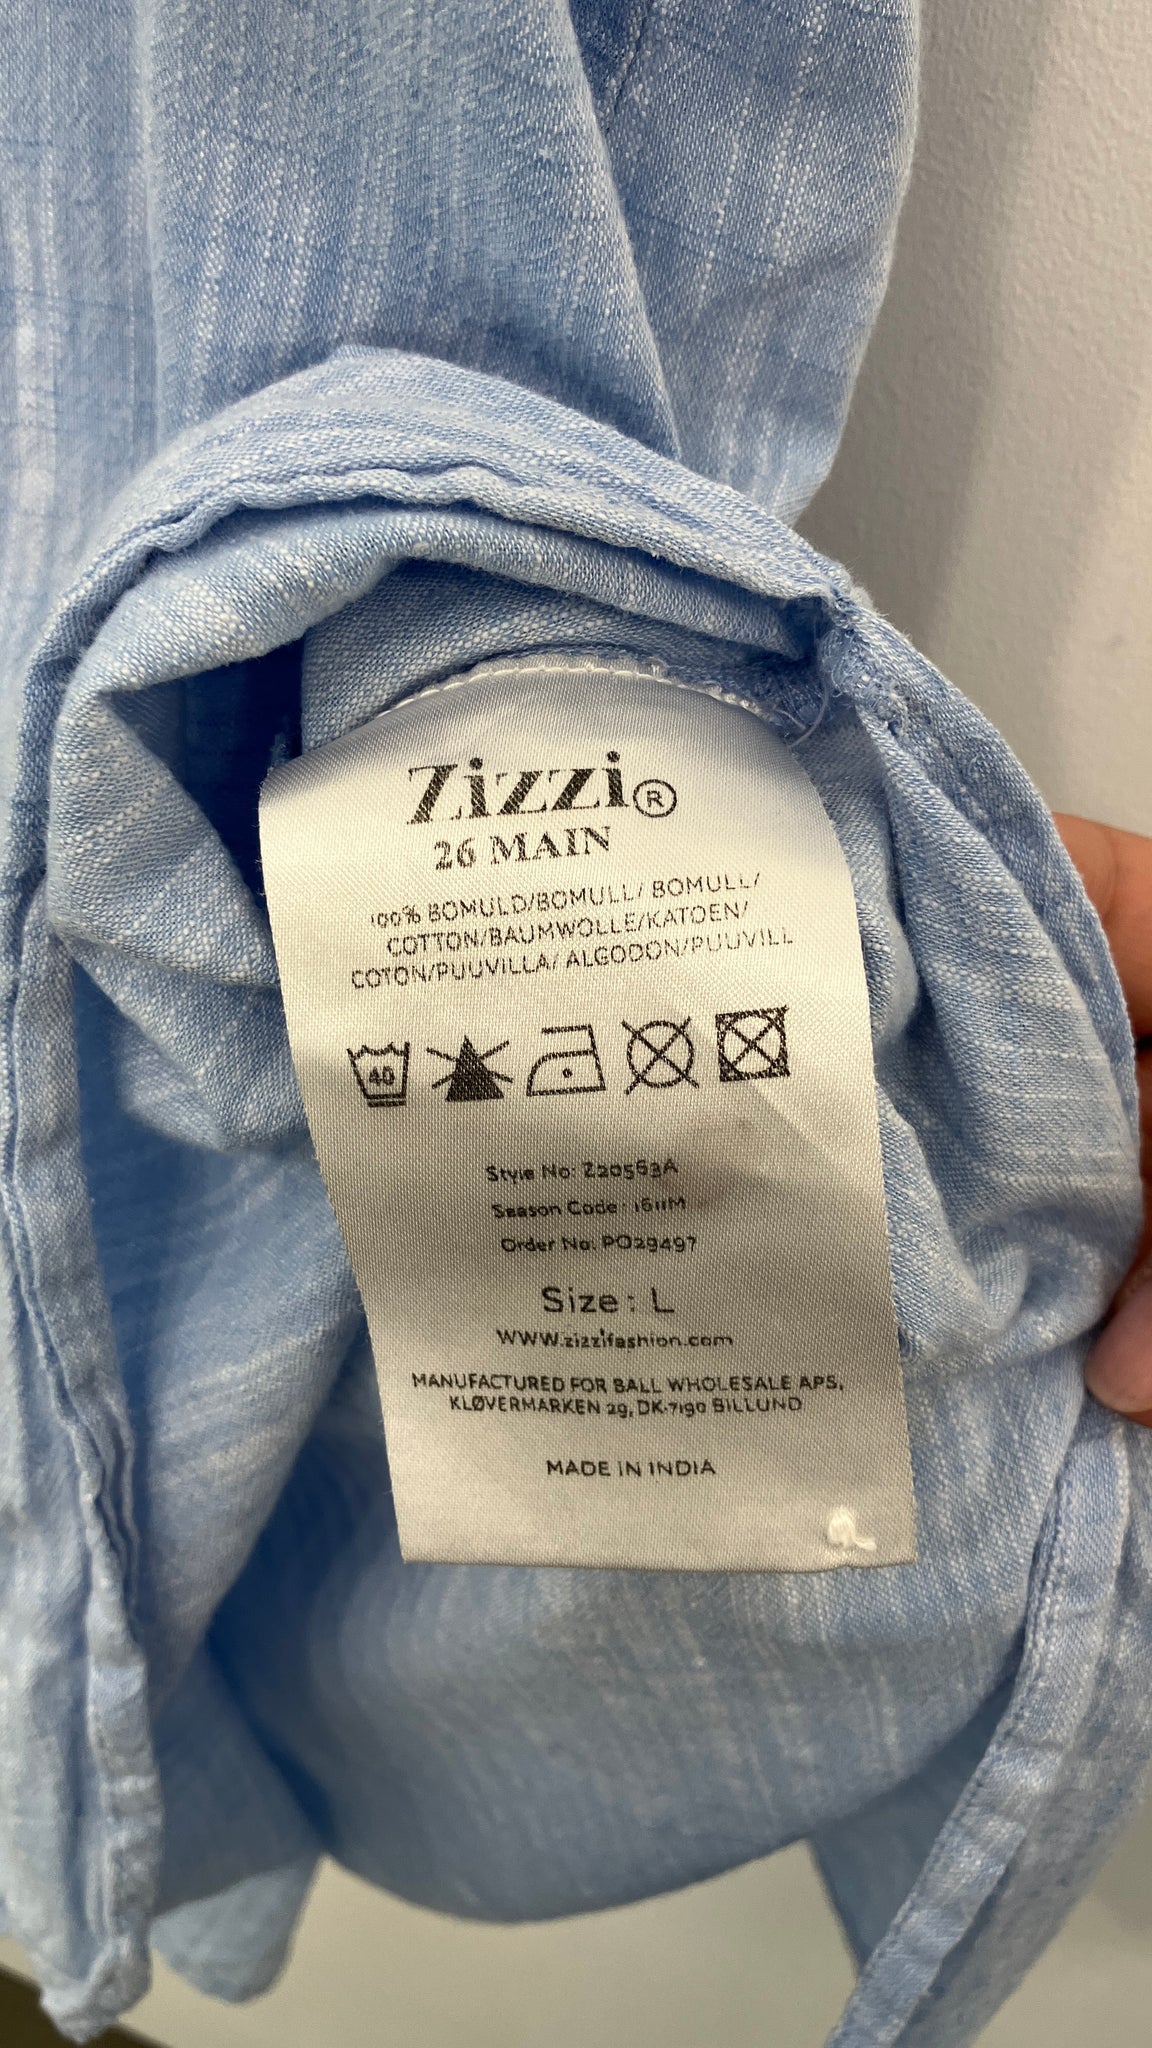 Zizzi®
26 MAIN
100% BOMULD/BOMULL/ BOMULL/
COTTON/BAUMWOLLE/KATOEN/
COTON/PUUVILLA/ ALGODON/PUUVILL
40
Style No: Z20563A
Season Code : 1611M
Order No: PO29497
Size : L
WWW.zizzifashion.com
MANUFACTURED FOR BALL WHOLESALE APS,
KLØVERMARKEN 29, DK-7190 BILLUND
MADE IN INDIA